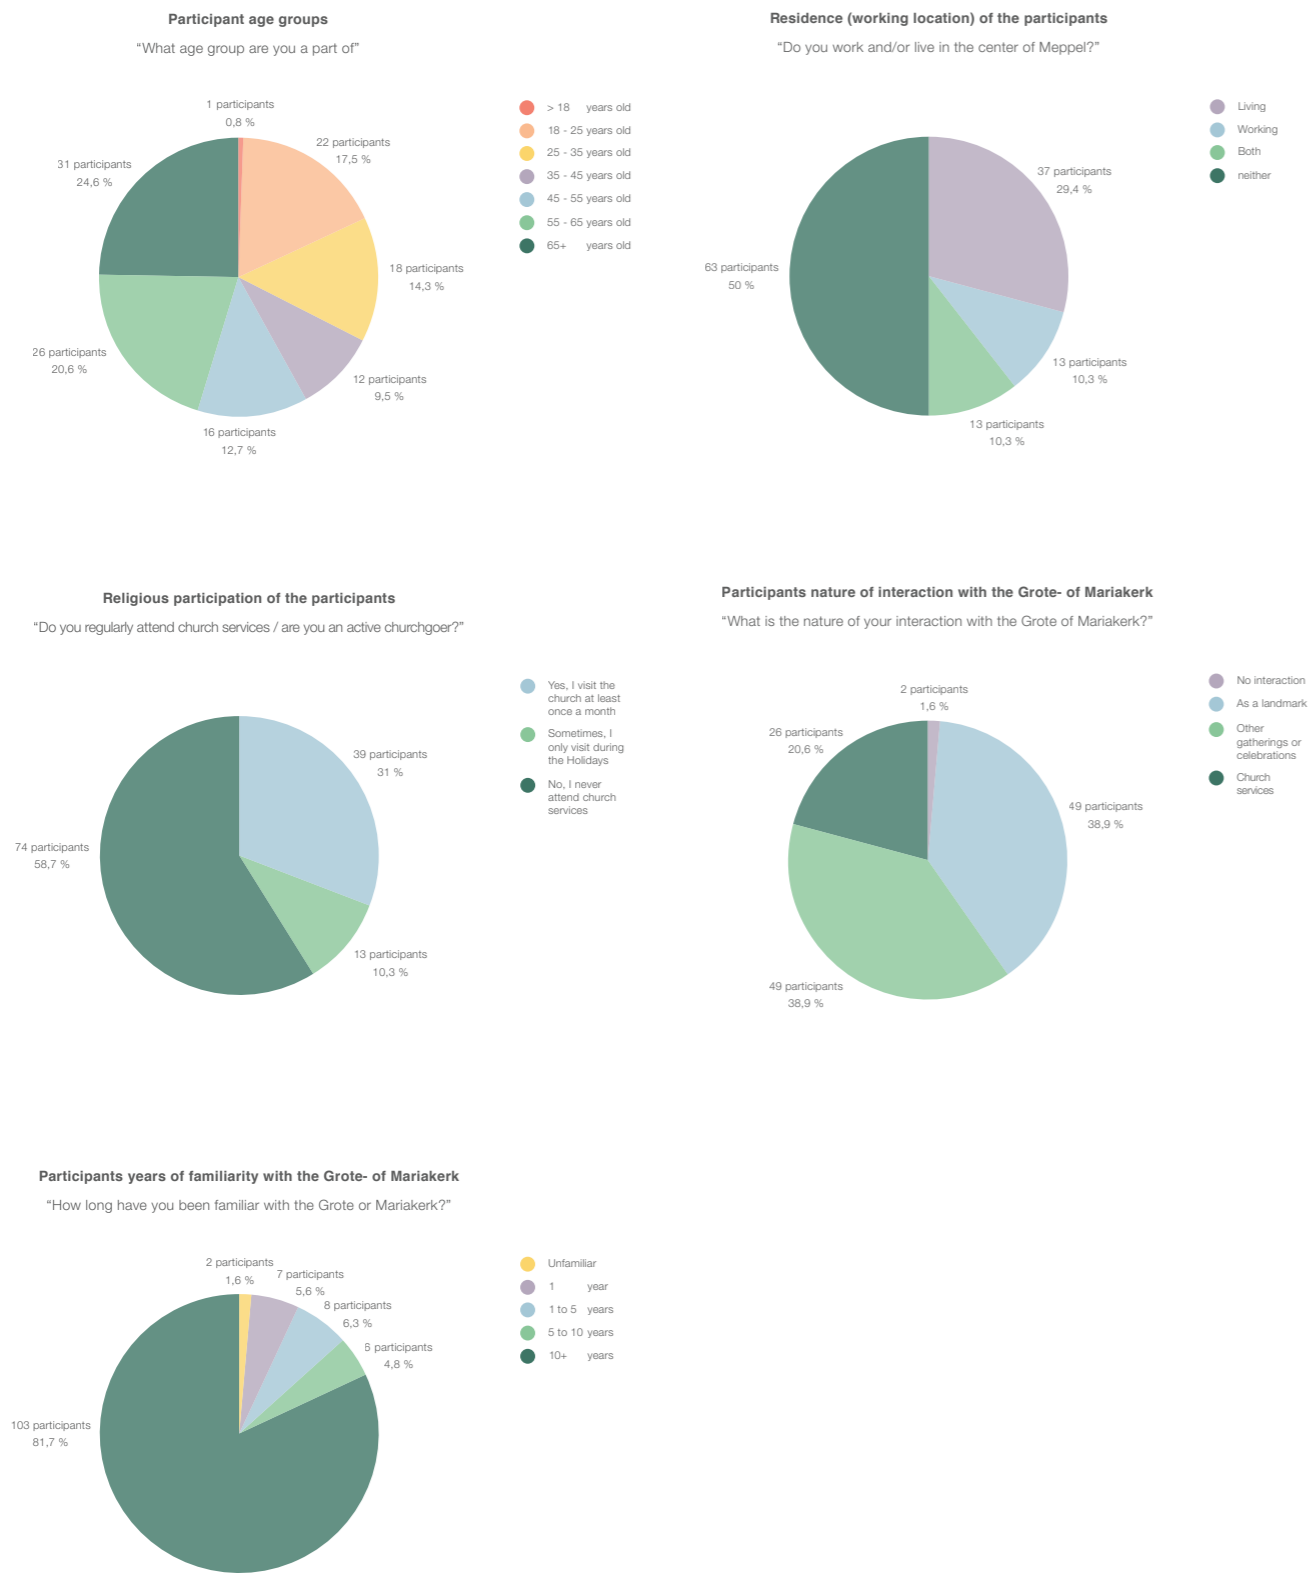 Participant age groups
“What age group are you a part of”
1 participants
0,8 %
22 participants
17,5 %
18 participants
14,3 %
12 participants
9,5 %
16 participants
12,7 %
26 participants
20,6 %
31 participants
24,6 %
> 18 years old
18 - 25 years old
25 - 35 years old
35 - 45 years old
45 - 55 years old
55 - 65 years old
65+ years old
Residence (working location) of the participants
“Do you work and/or live in the center of Meppel?”
37 participants
29,4 %
13 participants
10,3 %
13 participants
10,3 %
63 participants
50 %
Living
Working
Both
neither
Religious participation of the participants
“Do you regularly attend church services / are you an active churchgoer?”
39 participants
31 %
13 participants
10,3 %
74 participants
58,7 %
Yes, I visit the
church at least
once a month
Sometimes, I
only visit during
the Holidays
No, I never
attend church
services
Participants nature of interaction with the Grote- of Mariakerk
“What is the nature of your interaction with the Grote of Mariakerk?”
2 participants
1,6 %
49 participants
38,9 %
49 participants
38,9 %
26 participants
20,6 %
No interaction
As a landmark
Other
gatherings or
celebrations
Church
services
Participants years of familiarity with the Grote- of Mariakerk
“How long have you been familiar with the Grote or Mariakerk?”
2 participants
1,6 %
7 participants
5,6 %
8 participants
6,3 %
6 participants
4,8 %
103 participants
81,7 %
Unfamiliar
1 year
1 to 5 years
5 to 10 years
10+ years